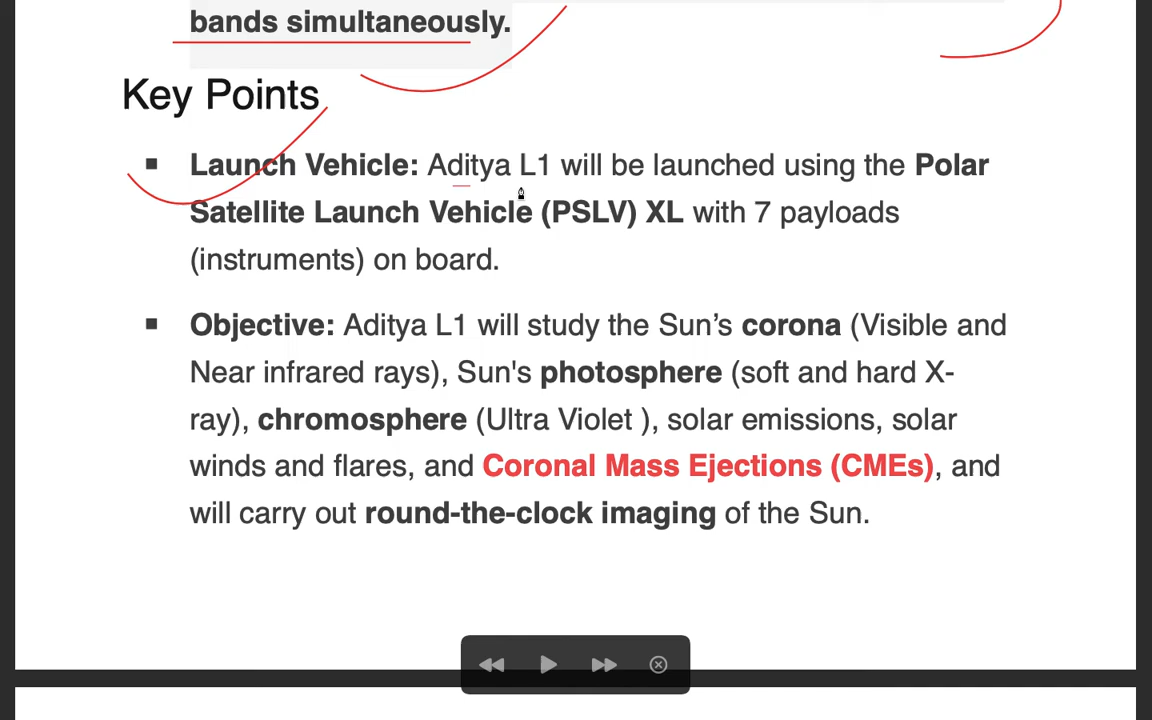 bands simultaneously.
Key Points
▪ Launch Vehicle: Aditya L1 will be launched using the Polar
Satellite Launch Vehicle (PSLV) XL with 7 payloads
(instruments) on board.
▪ Objective: Aditya L1 will study the Sun’s corona (Visible and
Near infrared rays), Sun's photosphere (soft and hard X-
ray), chromosphere (Ultra Violet ), solar emissions, solar
winds and flares, and Coronal Mass Ejections (CMEs), and
will carry out round-the-clock imaging of the Sun.